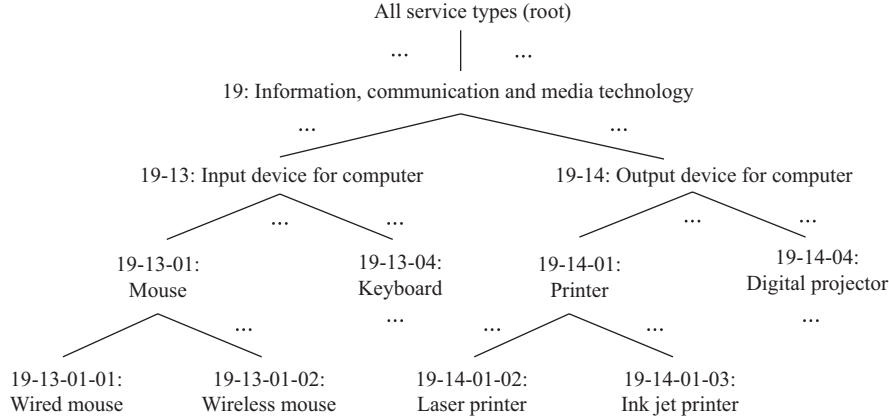 All service types (root)
... ...
19: Information, communication and media technology
... ...
19-13: Input device for computer 19-14: Output device for computer
... ... ... ...
19-13-01: 19-13-04: 19-14-01: 19-14-04:
Mouse Keyboard Printer Digital projector
... ... ... ... ...
19-13-01-01: 19-13-01-02: 19-14-01-02: 19-14-01-03:
Wired mouse Wireless mouse Laser printer Ink jet printer